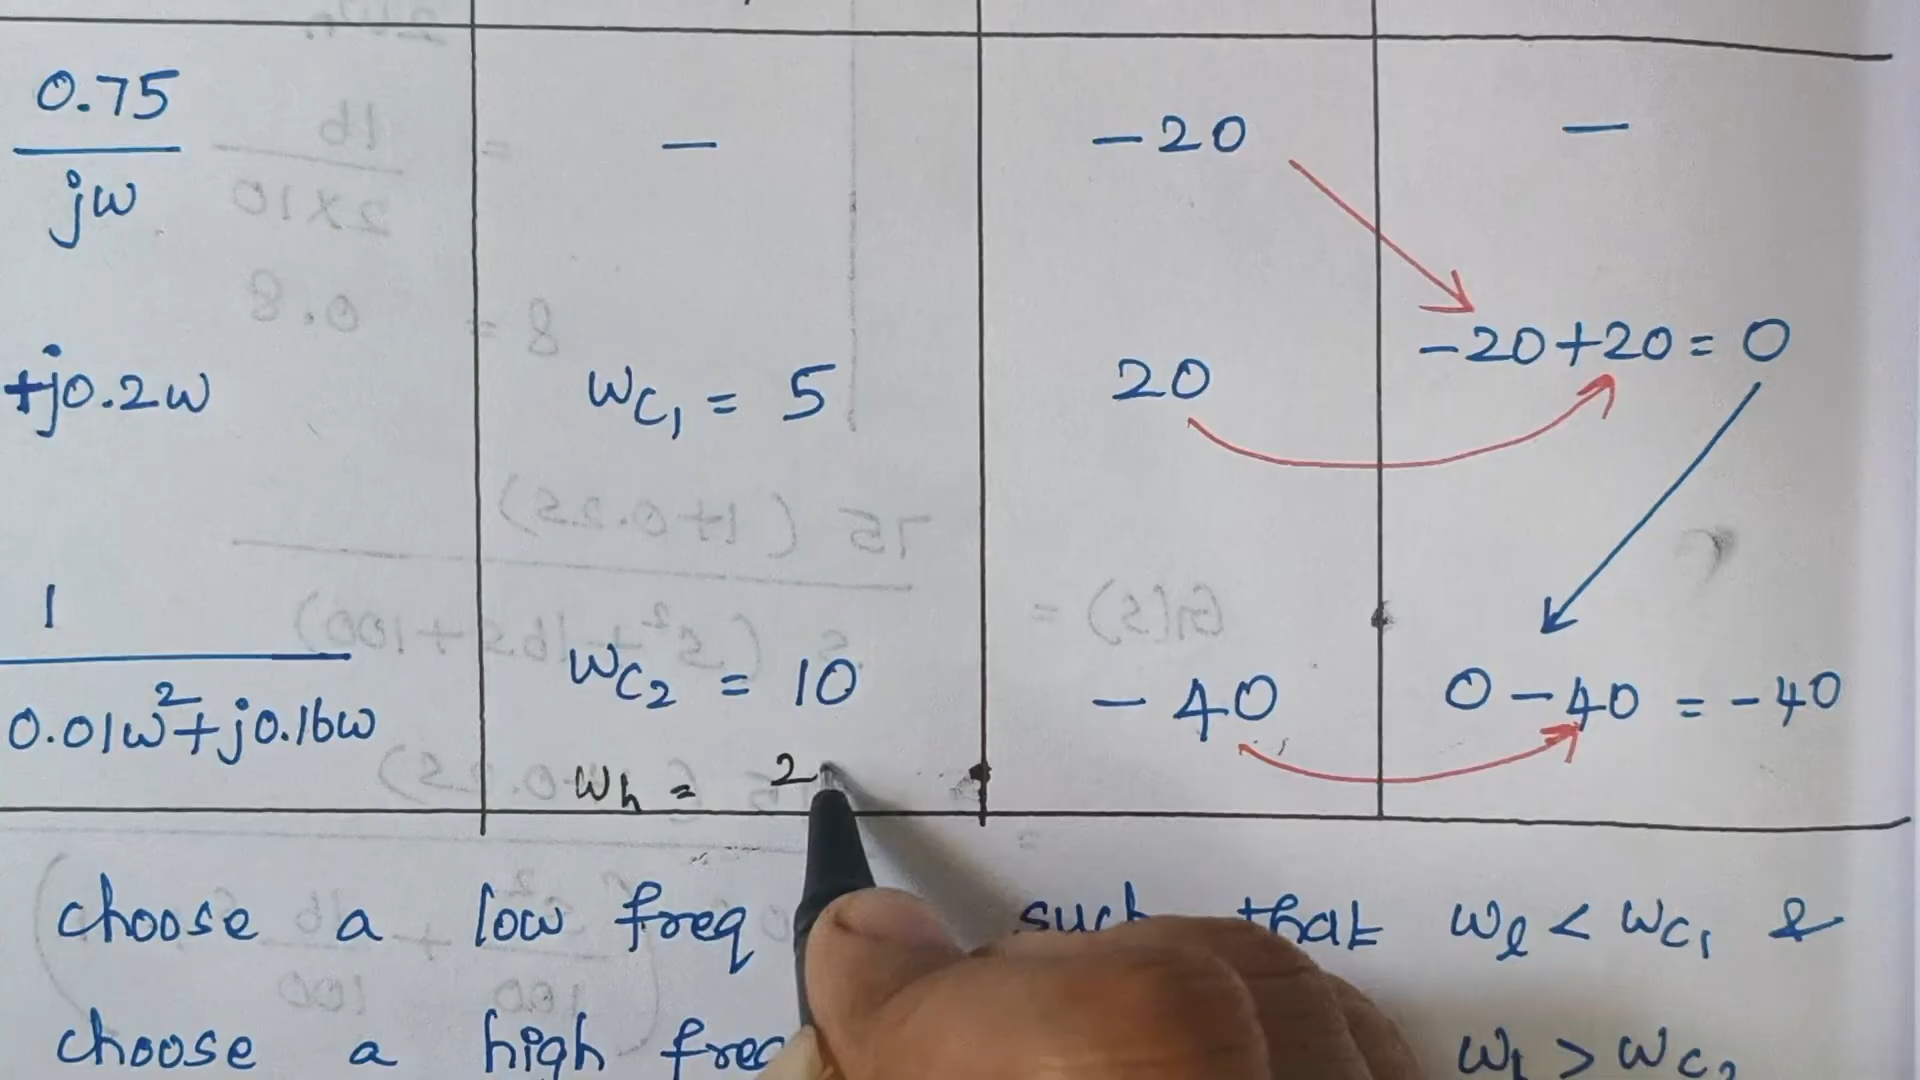 0.75 / jω — -20 —
+j0.2ω ωc₁ = 5 20 -20+20 = 0
1 / 0.01ω²+j0.16ω ωc₂ = 10 -40 0-40 = -40
ωh = 2
choose a low freq such that ωl < ωc₁ &
choose a high freq > ωc₂